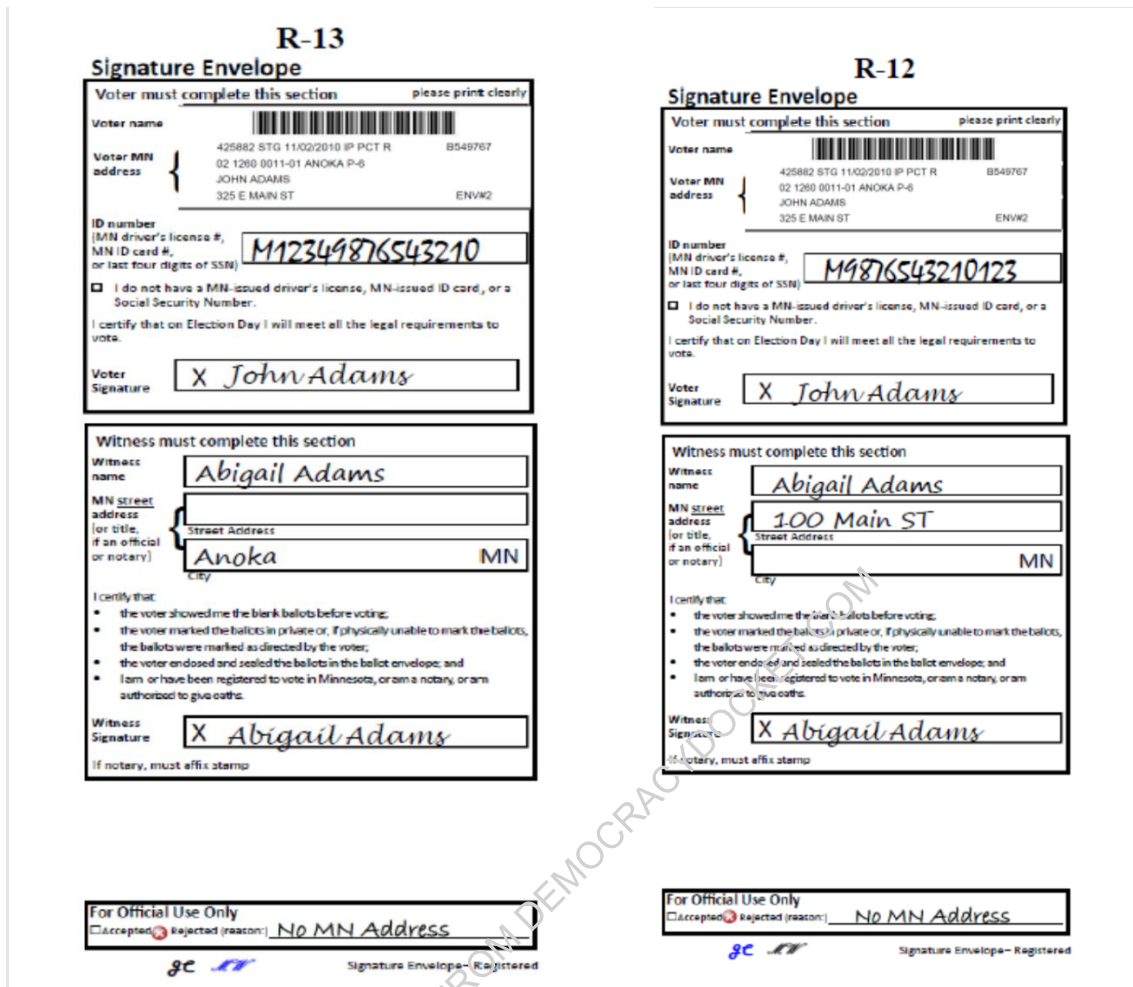 R-13
Signature Envelope
Voter must complete this section please print clearly
Voter name
Voter MN
address
425882 STG 11/02/2010 IP PCT R B549767
02 1260 0011-01 ANOKA P-6
JOHN ADAMS
325 E MAIN ST ENV#2
ID number
(MN driver's license #,
MN ID card #,
or last four digits of SSN)
M12349876543210
I do not have a MN-issued driver's license, MN-issued ID card, or a
Social Security Number.
I certify that on Election Day I will meet all the legal requirements to
vote.
Voter
Signature
X John Adams
Witness must complete this section
Witness
name
Abigail Adams
MN street
address
(or title,
if an official
or notary)
Street Address
Anoka MN
City
I certify that:
• the voter showed me the blank ballots before voting;
• the voter marked the ballots in private or, if physically unable to mark the ballots,
the ballots were marked as directed by the voter;
• the voter enclosed and sealed the ballots in the ballot envelope; and
• I am or have been registered to vote in Minnesota, or am a notary, or am
authorized to give oaths.
Witness
Signature
X Abigail Adams
If notary, must affix stamp
For Official Use Only
Accepted Rejected (reason:) No MN Address
Signature Envelope– Registered
R-12
Signature Envelope
Voter must complete this section please print clearly
Voter name
Voter MN
address
425882 STG 11/02/2010 IP PCT R B549767
02 1260 0011-01 ANOKA P-6
JOHN ADAMS
325 E MAIN ST ENV#2
ID number
(MN driver's license #,
MN ID card #,
or last four digits of SSN)
M9876543210123
I do not have a MN-issued driver's license, MN-issued ID card, or a
Social Security Number.
I certify that on Election Day I will meet all the legal requirements to
vote.
Voter
Signature
X John Adams
Witness must complete this section
Witness
name
Abigail Adams
MN street
address
(or title,
if an official
or notary)
100 Main ST
Street Address
MN
City
I certify that:
• the voter showed me the blank ballots before voting;
• the voter marked the ballots in private or, if physically unable to mark the ballots,
the ballots were marked as directed by the voter;
• the voter enclosed and sealed the ballots in the ballot envelope; and
• I am or have been registered to vote in Minnesota, or am a notary, or am
authorized to give oaths.
Witness
Signature
X Abigail Adams
If notary, must affix stamp
For Official Use Only
Accepted Rejected (reason:) No MN Address
Signature Envelope– Registered
FROM DEMOCRACYDOCKET.COM